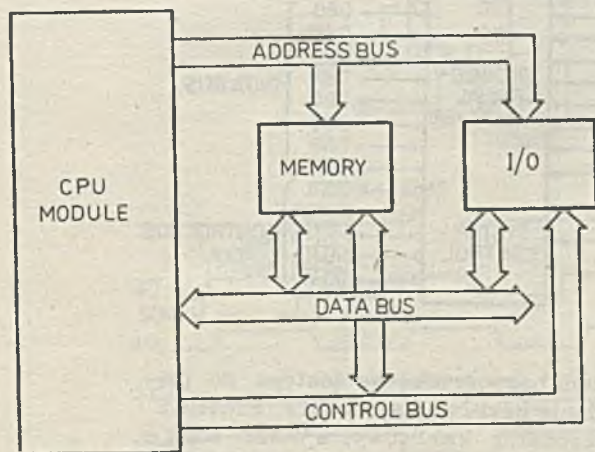 ADDRESS BUS
MEMORY
I/O
CPU
MODULE
DATA BUS
CONTROL BUS